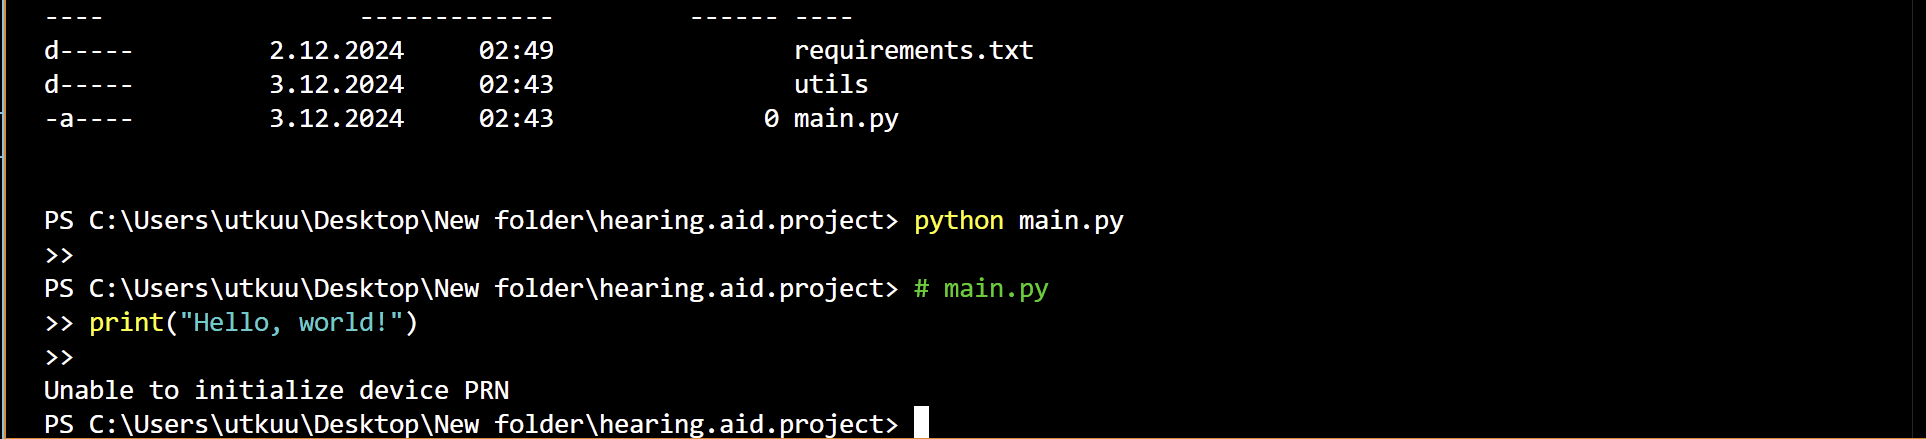 ----                 -------------         ------ ----
d-----         2.12.2024     02:49                requirements.txt
d-----         3.12.2024     02:43                utils
-a----         3.12.2024     02:43              0 main.py
PS C:\Users\utkuu\Desktop\New folder\hearing.aid.project> python main.py
>>
PS C:\Users\utkuu\Desktop\New folder\hearing.aid.project> # main.py
>> print("Hello, world!")
>>
Unable to initialize device PRN
PS C:\Users\utkuu\Desktop\New folder\hearing.aid.project>